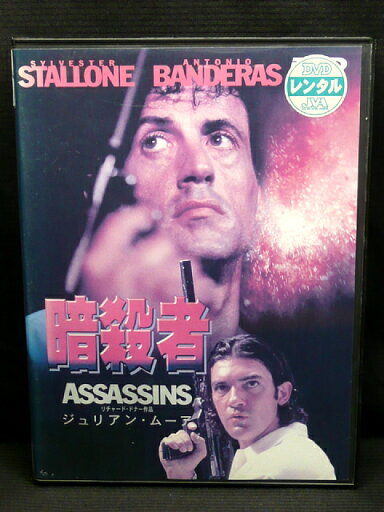 SYLVESTER ANTONIO
STALLONE BANDERAS
DVD
レンタル
JVA
暗殺者
ASSASSINS
リチャード・ドナー作品
ジュリアン・ムーア